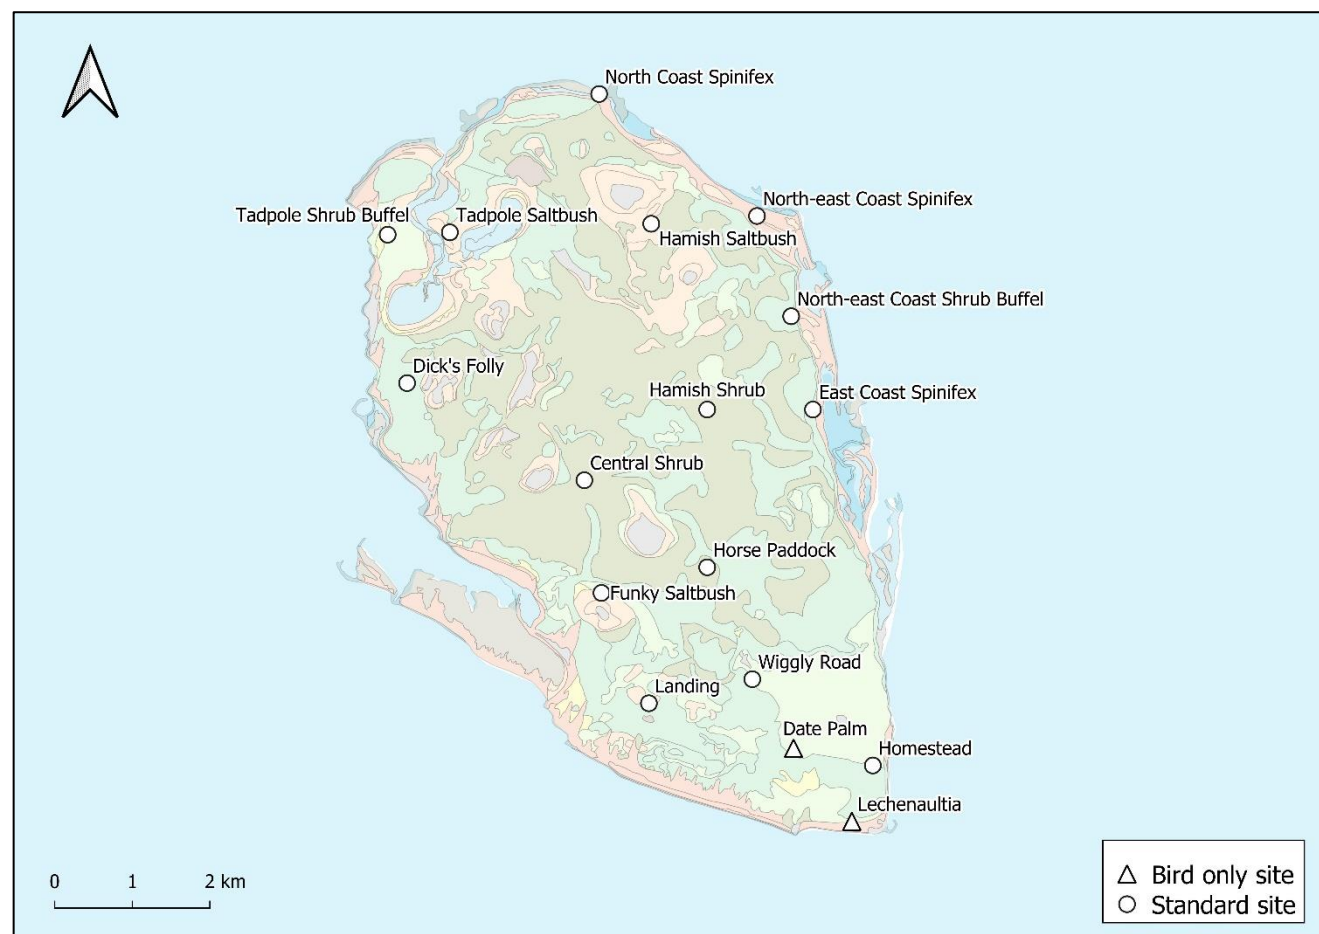 North Coast Spinifex
North-east Coast Spinifex
Tadpole Shrub Buffel
Tadpole Saltbush
Hamish Saltbush
North-east Coast Shrub Buffel
Dick's Folly
Hamish Shrub
East Coast Spinifex
Central Shrub
Horse Paddock
Funky Saltbush
Wiggly Road
Landing
Date Palm
Homestead
Lechenaultia
0 1 2 km
Bird only site
Standard site